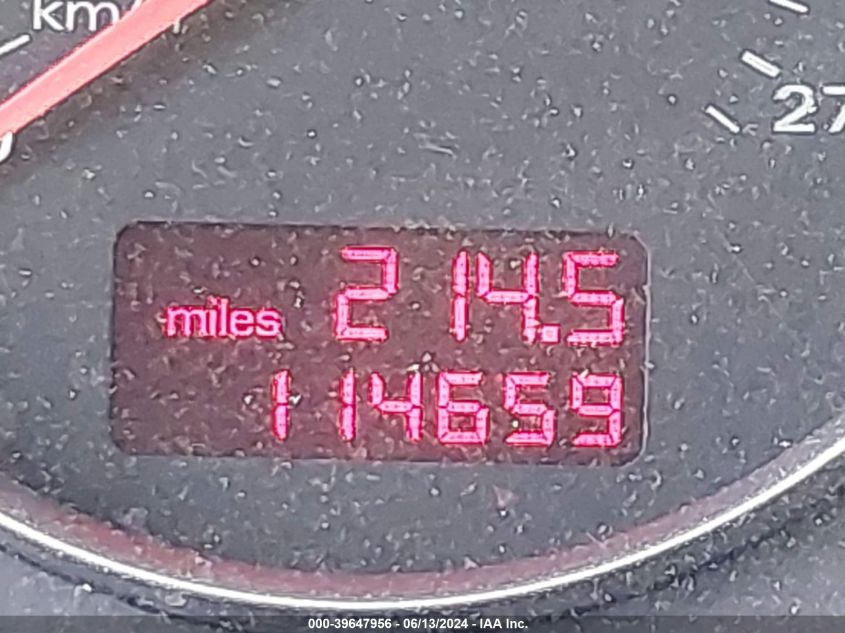 km/
27
miles 214.5
114659
000-39647956 - 06/13/2024 - IAA Inc.